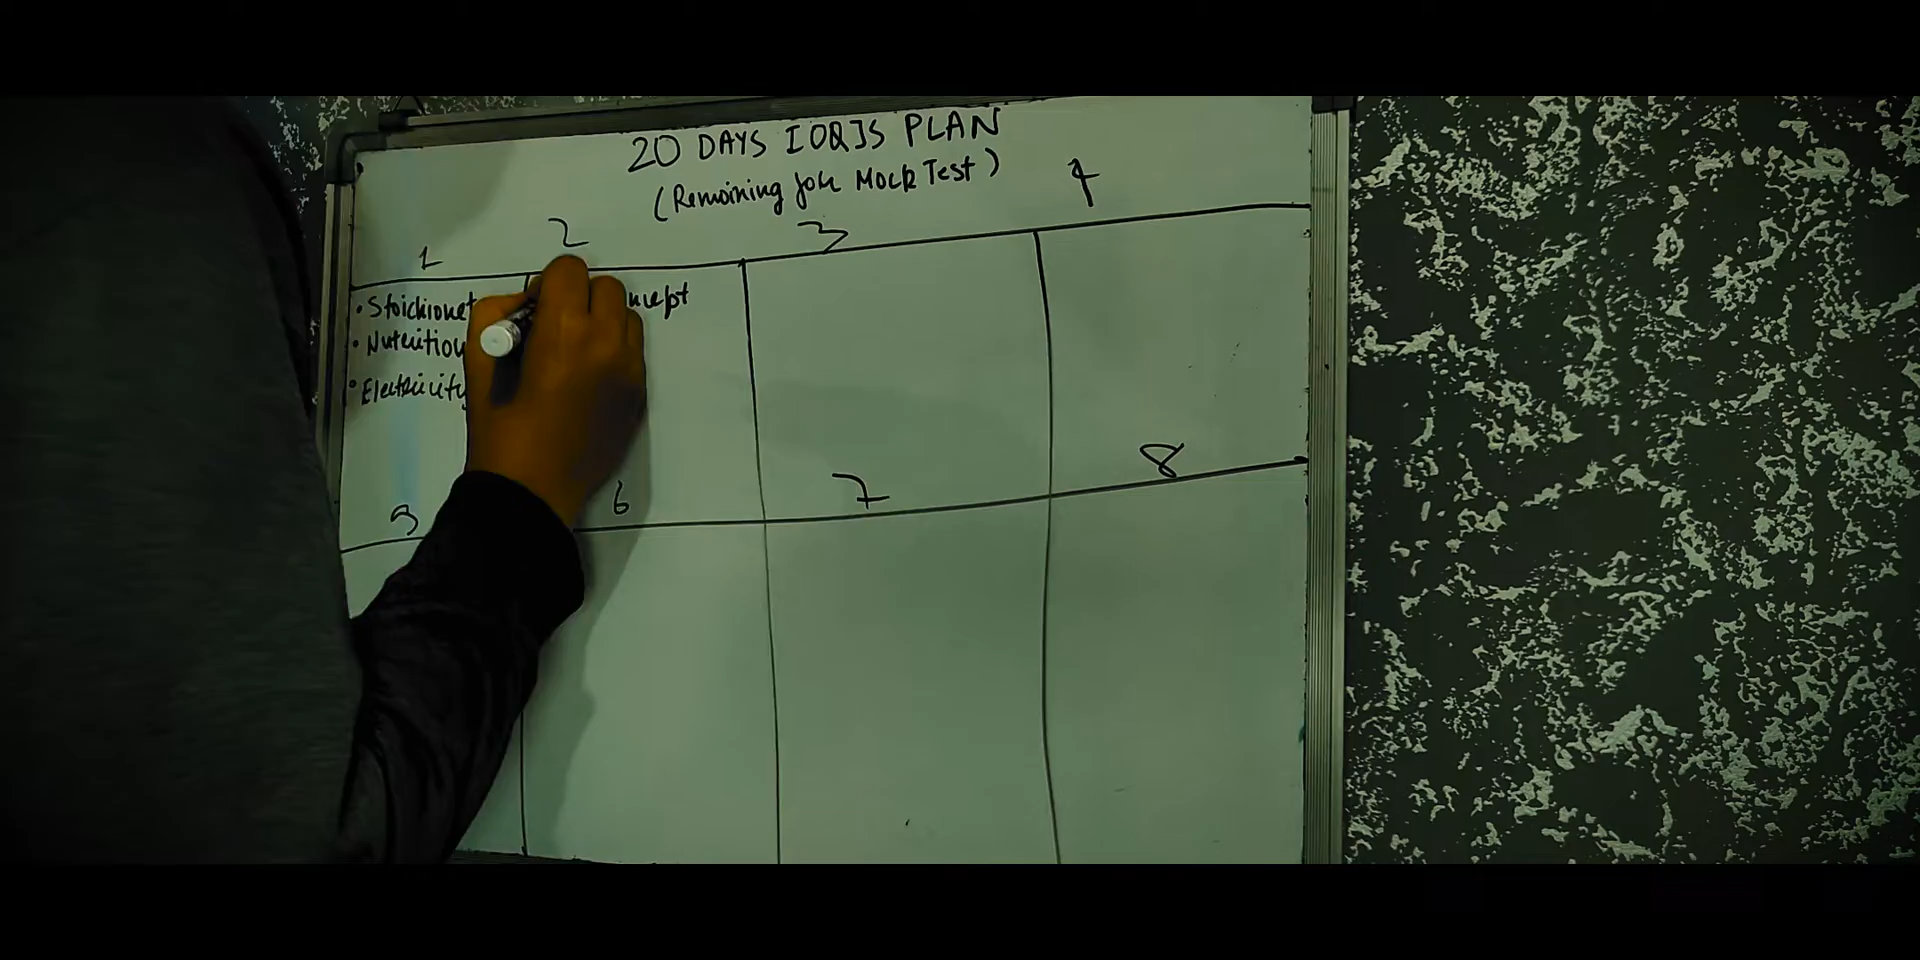 20 DAYS IOQJS PLAN
(Remaining for Mock Test)
1
2
3
4
• Stoichiomet
• Nutrition
• Electricity
ncept
5
6
7
8